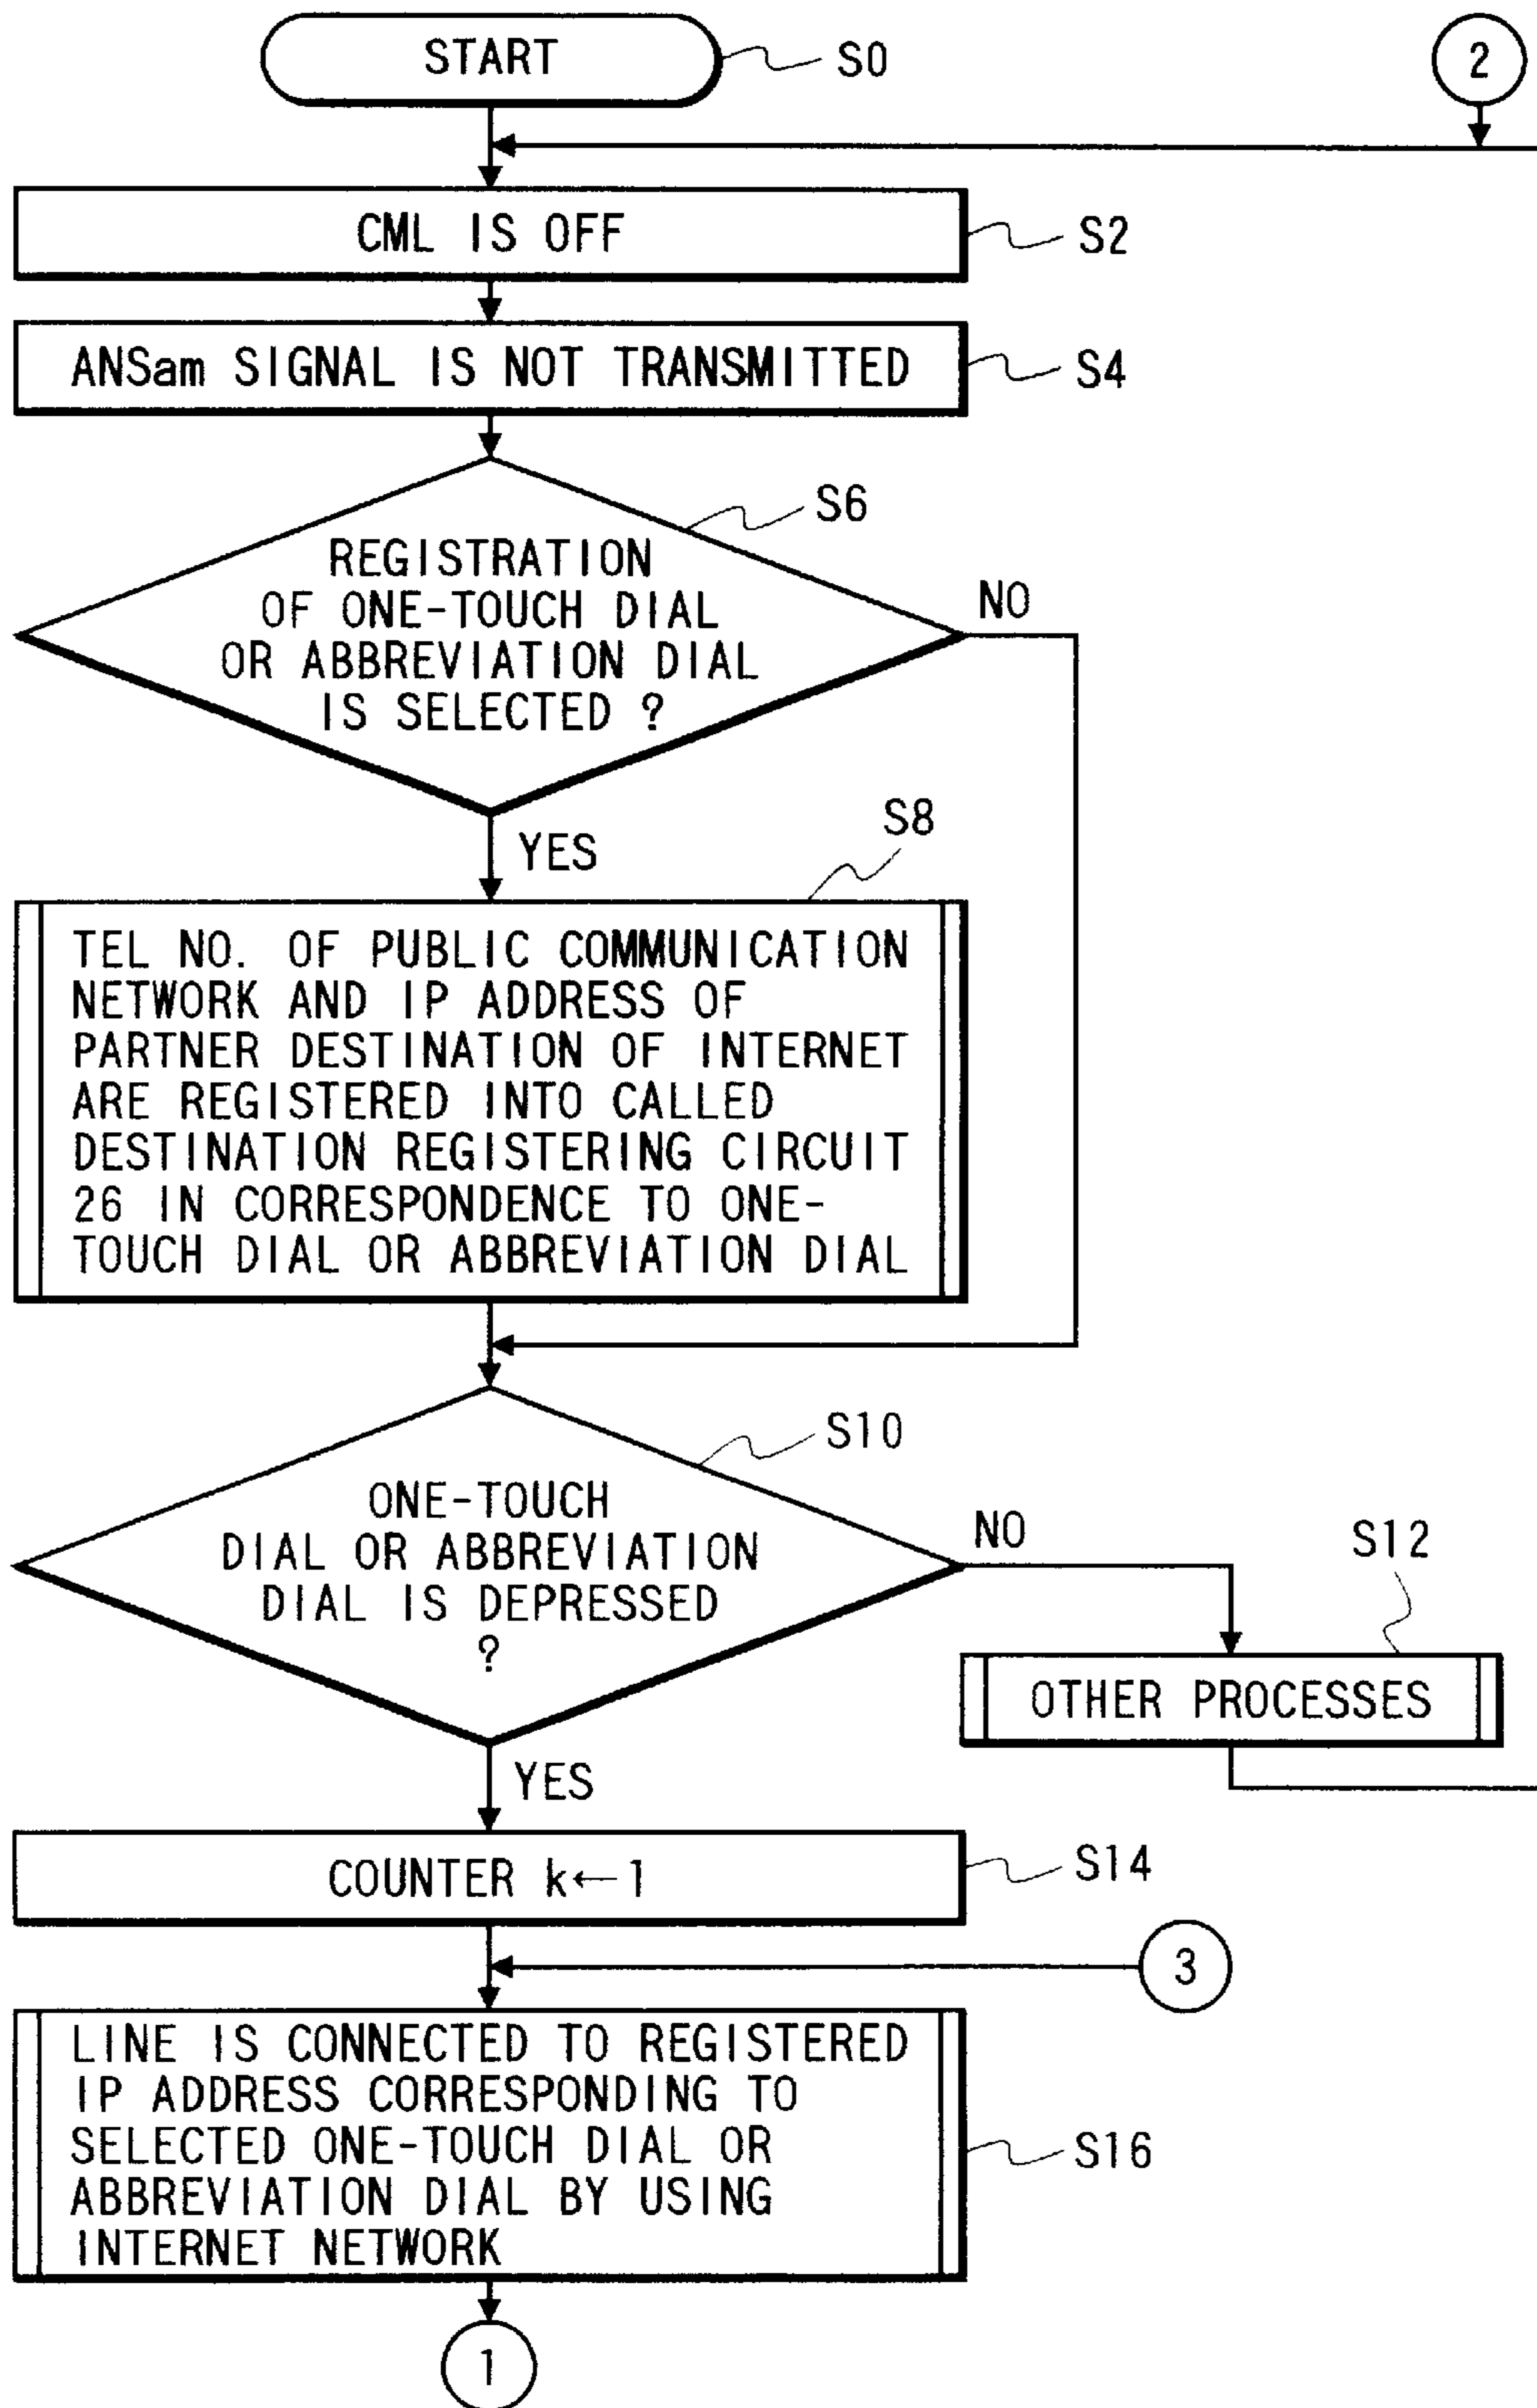 START
S0
2
CML IS OFF
S2
ANSam SIGNAL IS NOT TRANSMITTED
S4
S6
REGISTRATION
OF ONE-TOUCH DIAL
OR ABBREVIATION DIAL
IS SELECTED ?
NO
YES
S8
TEL NO. OF PUBLIC COMMUNICATION
NETWORK AND IP ADDRESS OF
PARTNER DESTINATION OF INTERNET
ARE REGISTERED INTO CALLED
DESTINATION REGISTERING CIRCUIT
26 IN CORRESPONDENCE TO ONE-
TOUCH DIAL OR ABBREVIATION DIAL
S10
ONE-TOUCH
DIAL OR ABBREVIATION
DIAL IS DEPRESSED
?
NO
S12
OTHER PROCESSES
YES
COUNTER k←1
S14
3
LINE IS CONNECTED TO REGISTERED
IP ADDRESS CORRESPONDING TO
SELECTED ONE-TOUCH DIAL OR
ABBREVIATION DIAL BY USING
INTERNET NETWORK
S16
1